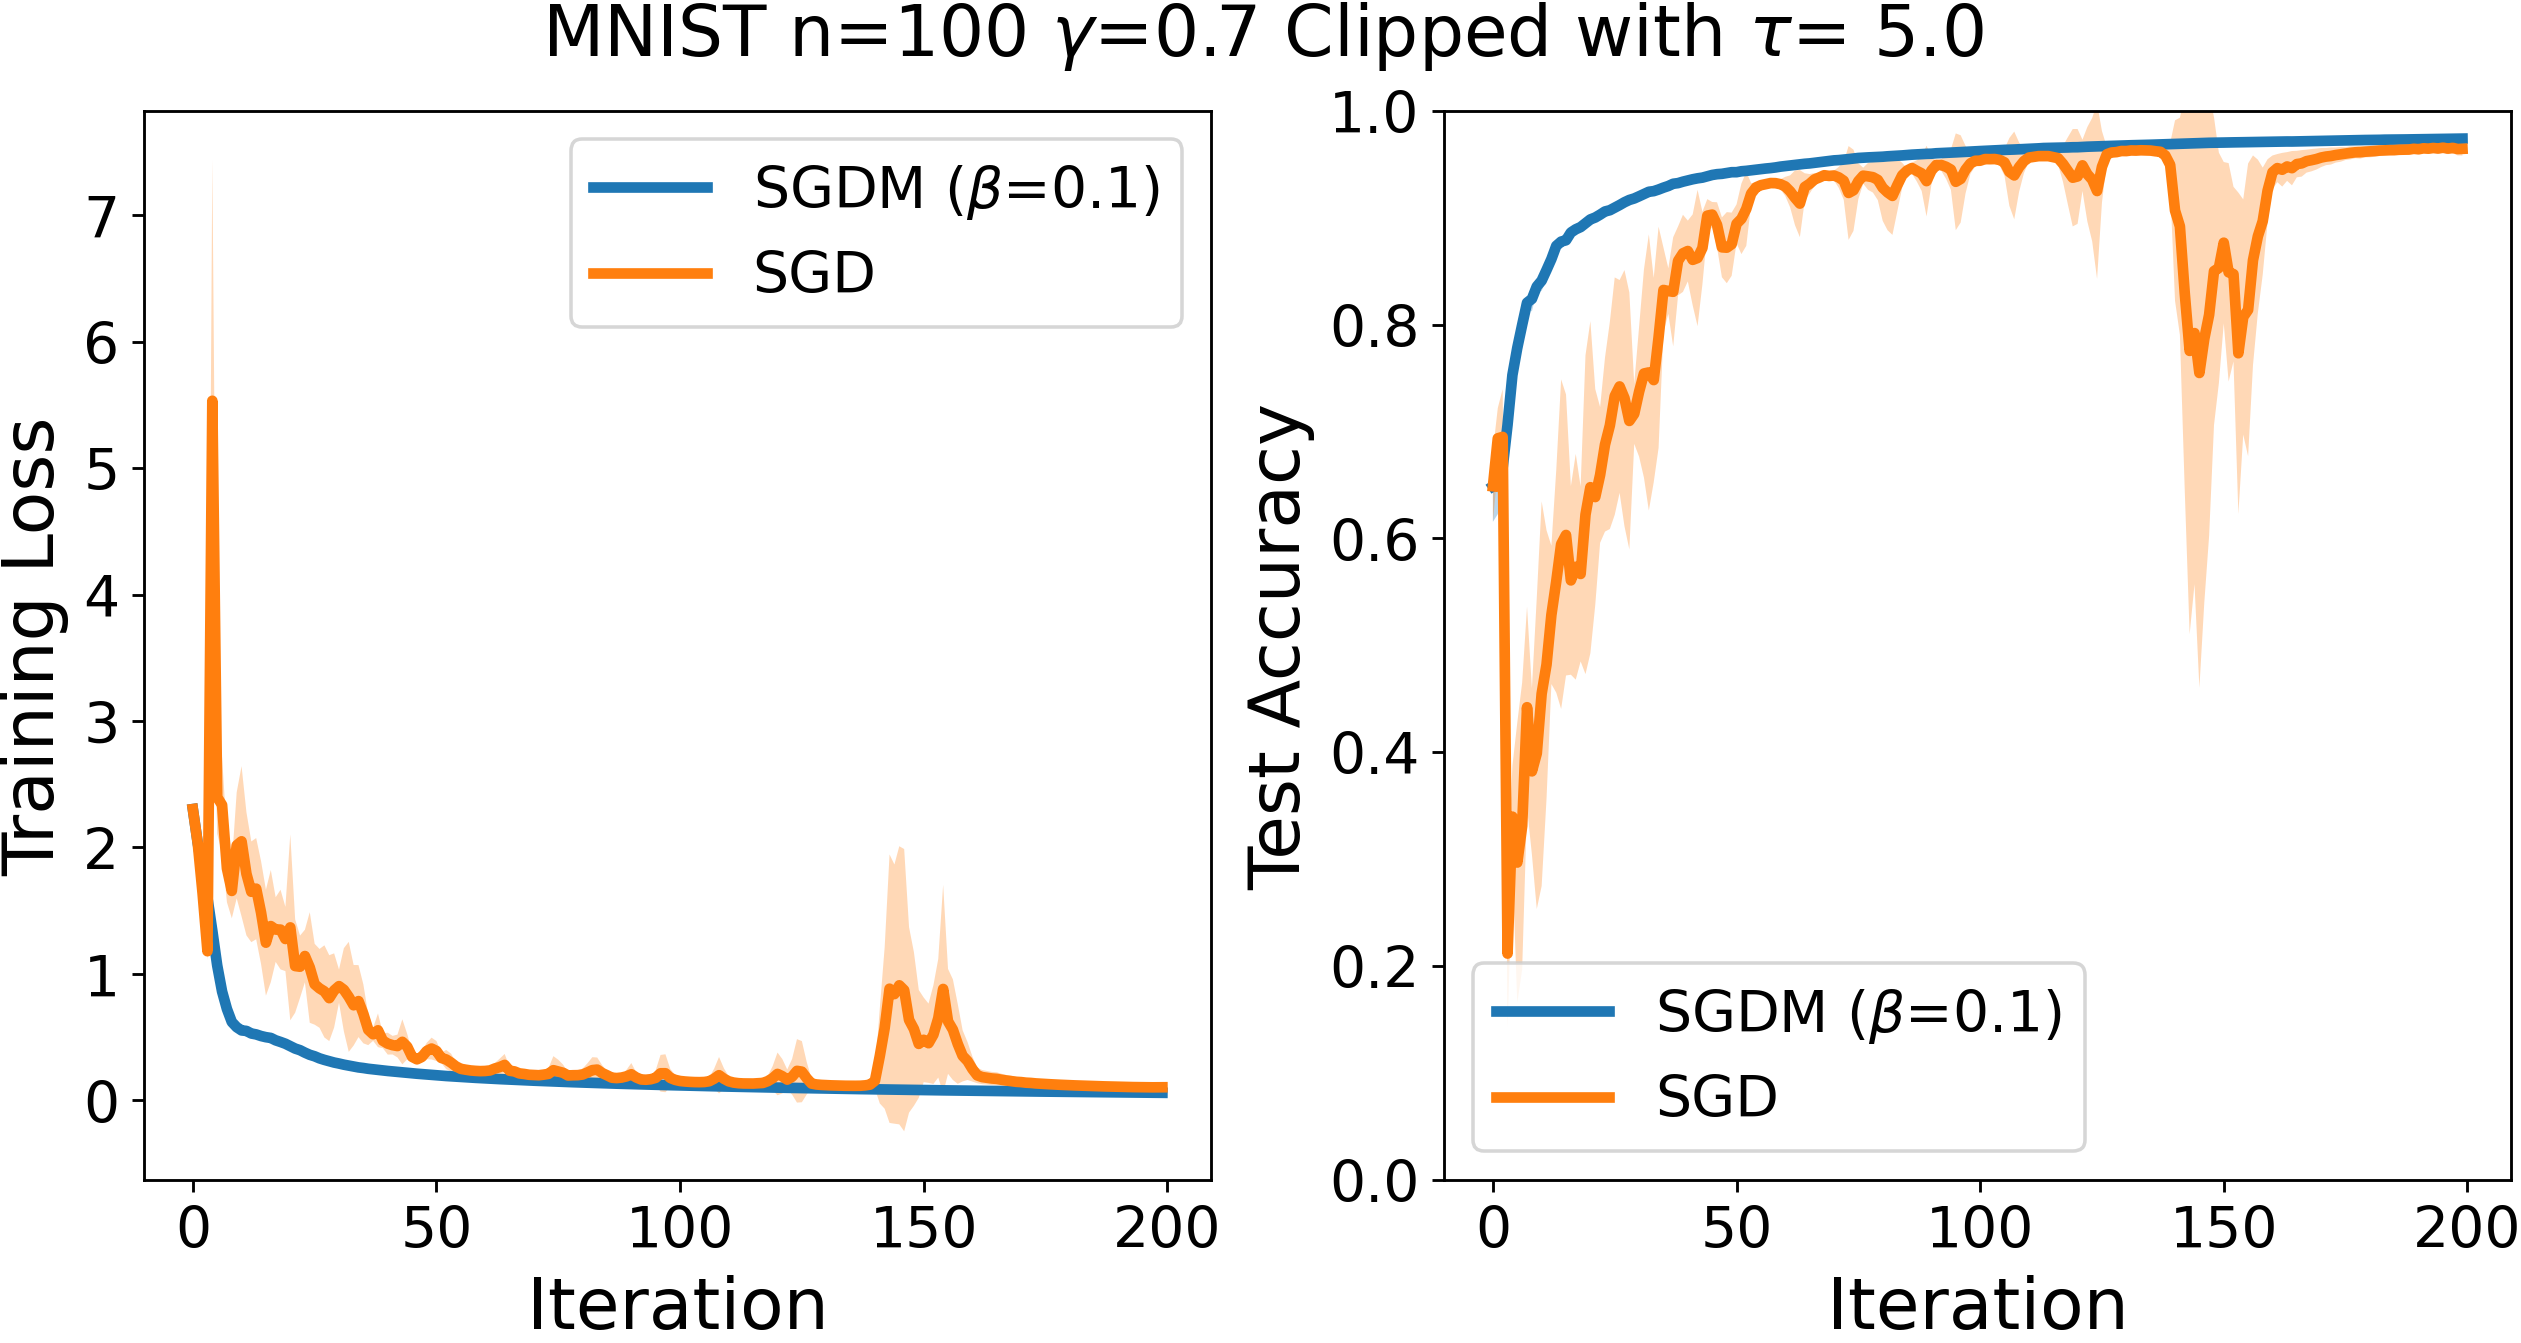 MNIST n=100 γ=0.7 Clipped with τ= 5.0
Training Loss
7
6
5
4
3
2
1
0
SGDM (β=0.1)
SGD
0 50 100 150 200
Iteration
Test Accuracy
1.0
0.8
0.6
0.4
0.2
0.0
SGDM (β=0.1)
SGD
0 50 100 150 200
Iteration